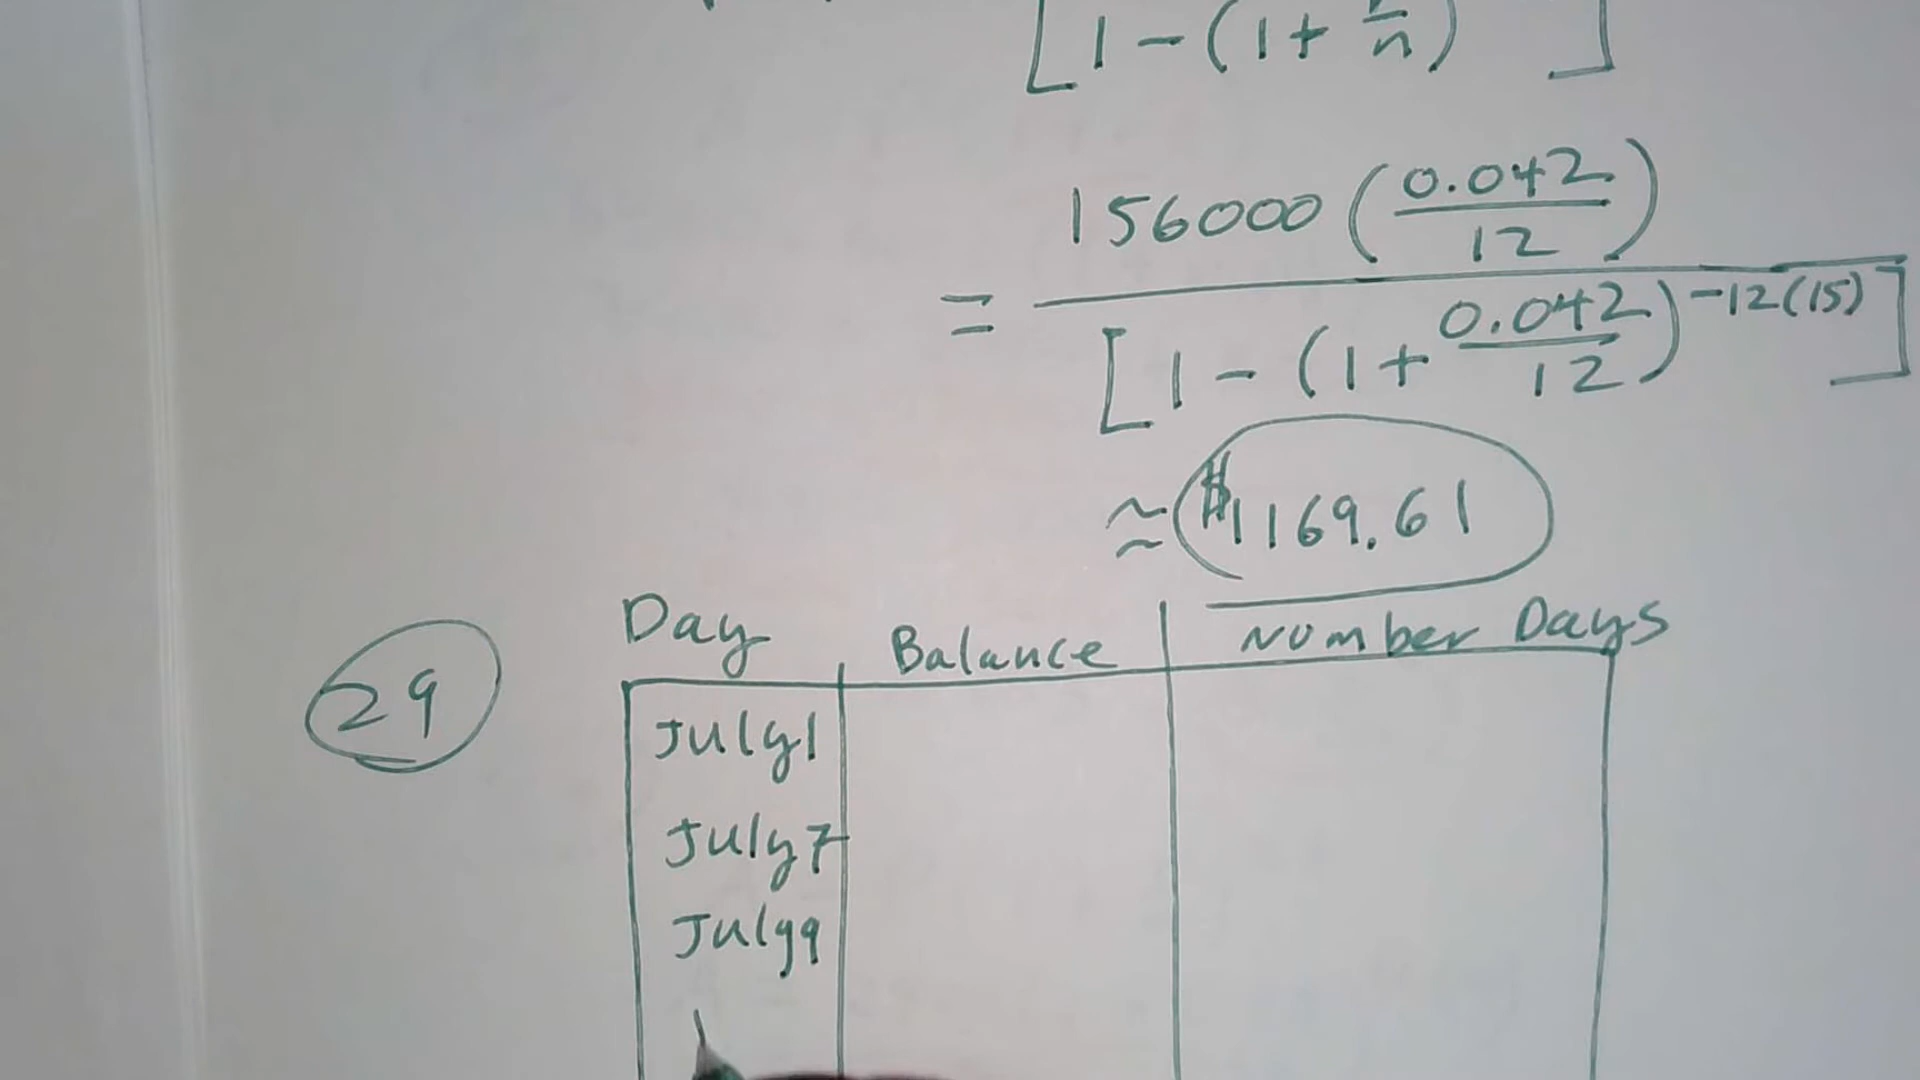 [1-(1+r/n)]
156000(0.042/12)
= [1-(1+0.042/12)^-12(15)]
≈ $1169.61
29 Day Balance Number Days
July1
July7
July9